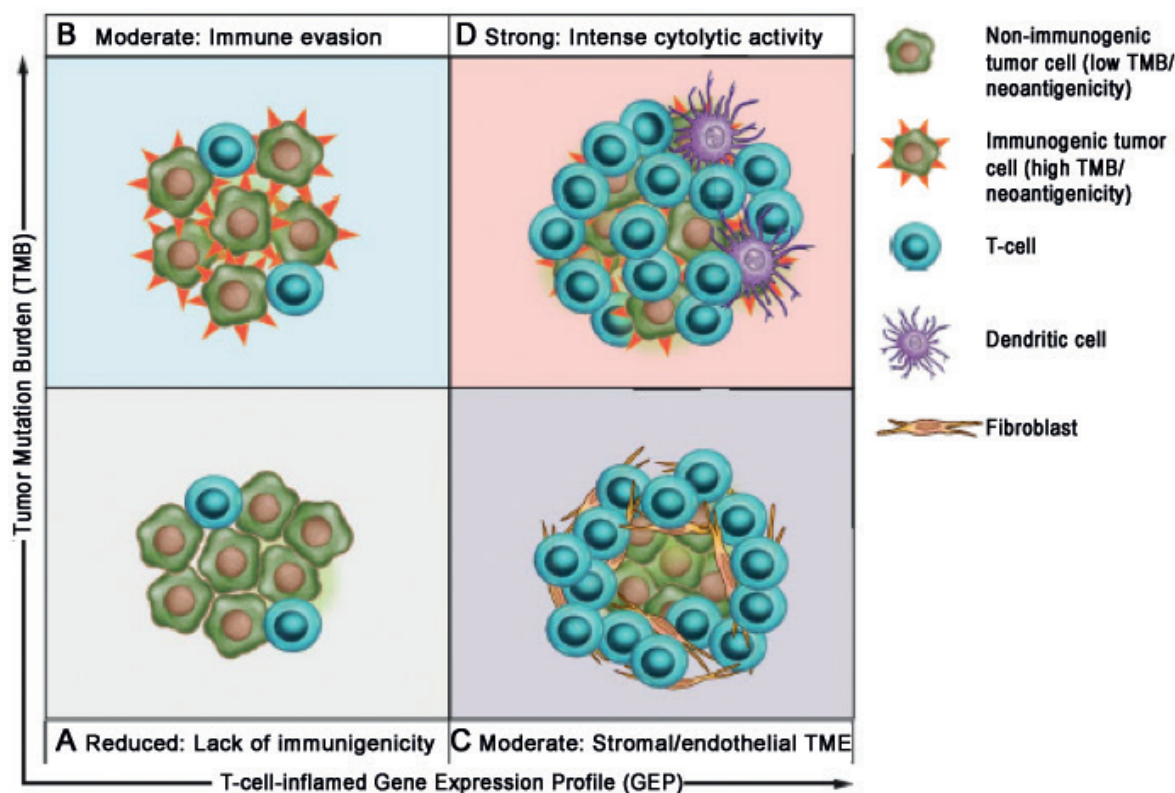 B Moderate: Immune evasion
D Strong: Intense cytolytic activity
Non-immunogenic
tumor cell (low TMB/
neoantigenicity)
Immunogenic tumor
cell (high TMB/
neoantigenicity)
T-cell
Dendritic cell
Fibroblast
Tumor Mutation Burden (TMB)
A Reduced: Lack of immunigenicity
C Moderate: Stromal/endothelial TME
T-cell-inflamed Gene Expression Profile (GEP)